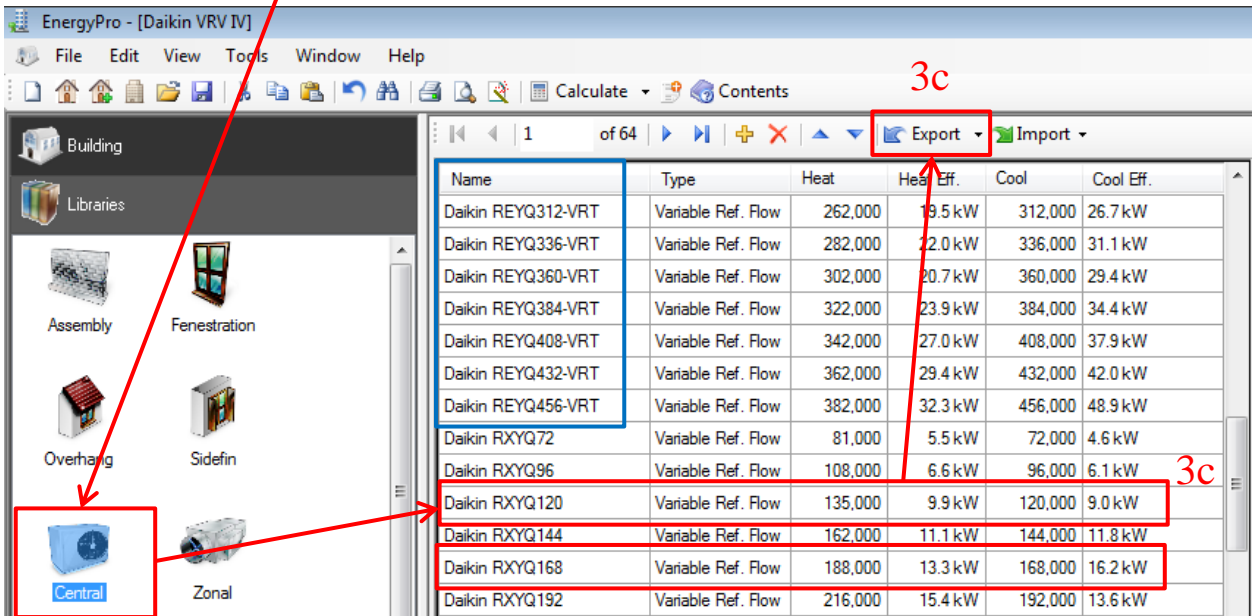 EnergyPro - [Daikin VRV IV]
File Edit View Tools Window Help
3c
Calculate Contents
1 of 64 Export Import
Building
Libraries
Assembly Fenestration
Overhang Sidefin
Central Zonal
Name Type Heat Heat Eff. Cool Cool Eff.
Daikin REYQ312-VRT Variable Ref. Flow 262,000 19.5 kW 312,000 26.7 kW
Daikin REYQ336-VRT Variable Ref. Flow 282,000 22.0 kW 336,000 31.1 kW
Daikin REYQ360-VRT Variable Ref. Flow 302,000 20.7 kW 360,000 29.4 kW
Daikin REYQ384-VRT Variable Ref. Flow 322,000 23.9 kW 384,000 34.4 kW
Daikin REYQ408-VRT Variable Ref. Flow 342,000 27.0 kW 408,000 37.9 kW
Daikin REYQ432-VRT Variable Ref. Flow 362,000 29.4 kW 432,000 42.0 kW
Daikin REYQ456-VRT Variable Ref. Flow 382,000 32.3 kW 456,000 48.9 kW
Daikin RXYQ72 Variable Ref. Flow 81,000 5.5 kW 72,000 4.6 kW
Daikin RXYQ96 Variable Ref. Flow 108,000 6.6 kW 96,000 6.1 kW
3c
Daikin RXYQ120 Variable Ref. Flow 135,000 9.9 kW 120,000 9.0 kW
Daikin RXYQ144 Variable Ref. Flow 162,000 11.1 kW 144,000 11.8 kW
Daikin RXYQ168 Variable Ref. Flow 188,000 13.3 kW 168,000 16.2 kW
Daikin RXYQ192 Variable Ref. Flow 216,000 15.4 kW 192,000 13.6 kW